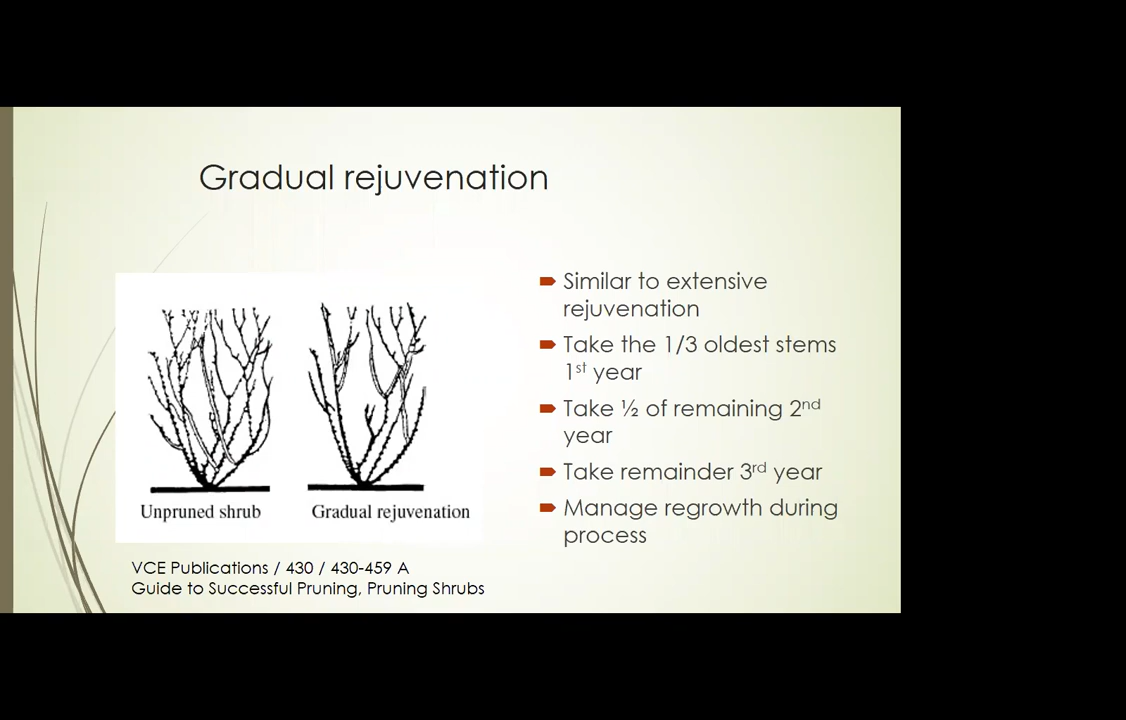 Gradual rejuvenation
Similar to extensive
rejuvenation
Take the 1/3 oldest stems
1st year
Take ½ of remaining 2nd
year
Take remainder 3rd year
Manage regrowth during
process
Unpruned shrub
Gradual rejuvenation
VCE Publications / 430 / 430-459 A
Guide to Successful Pruning, Pruning Shrubs